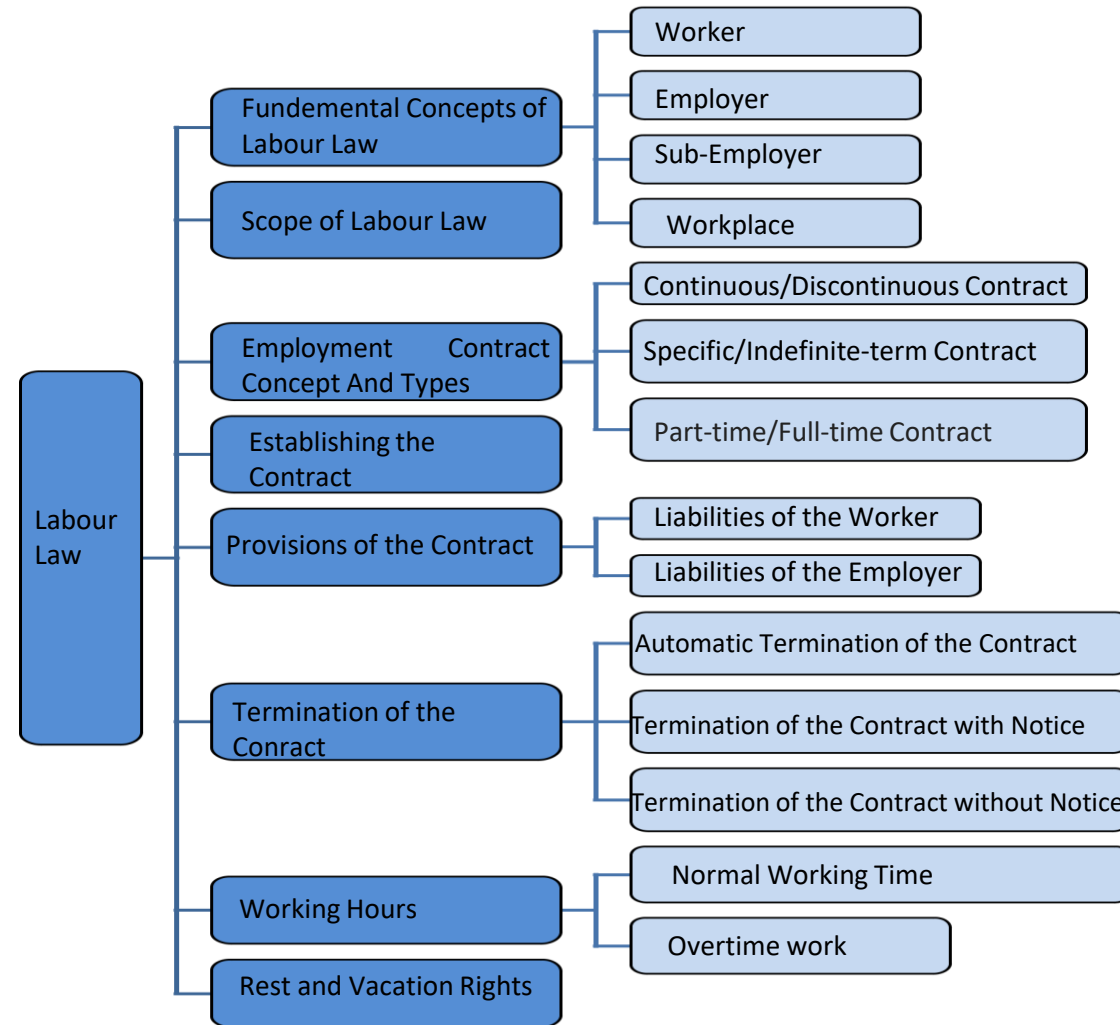 Labour
Law
Fundemental Concepts of
Labour Law
Worker
Employer
Sub-Employer
Workplace
Scope of Labour Law
Employment Contract
Concept And Types
Continuous/Discontinuous Contract
Specific/Indefinite-term Contract
Part-time/Full-time Contract
Establishing the
Contract
Provisions of the Contract
Liabilities of the Worker
Liabilities of the Employer
Termination of the
Conract
Automatic Termination of the Contract
Termination of the Contract with Notice
Termination of the Contract without Notice
Working Hours
Normal Working Time
Overtime work
Rest and Vacation Rights